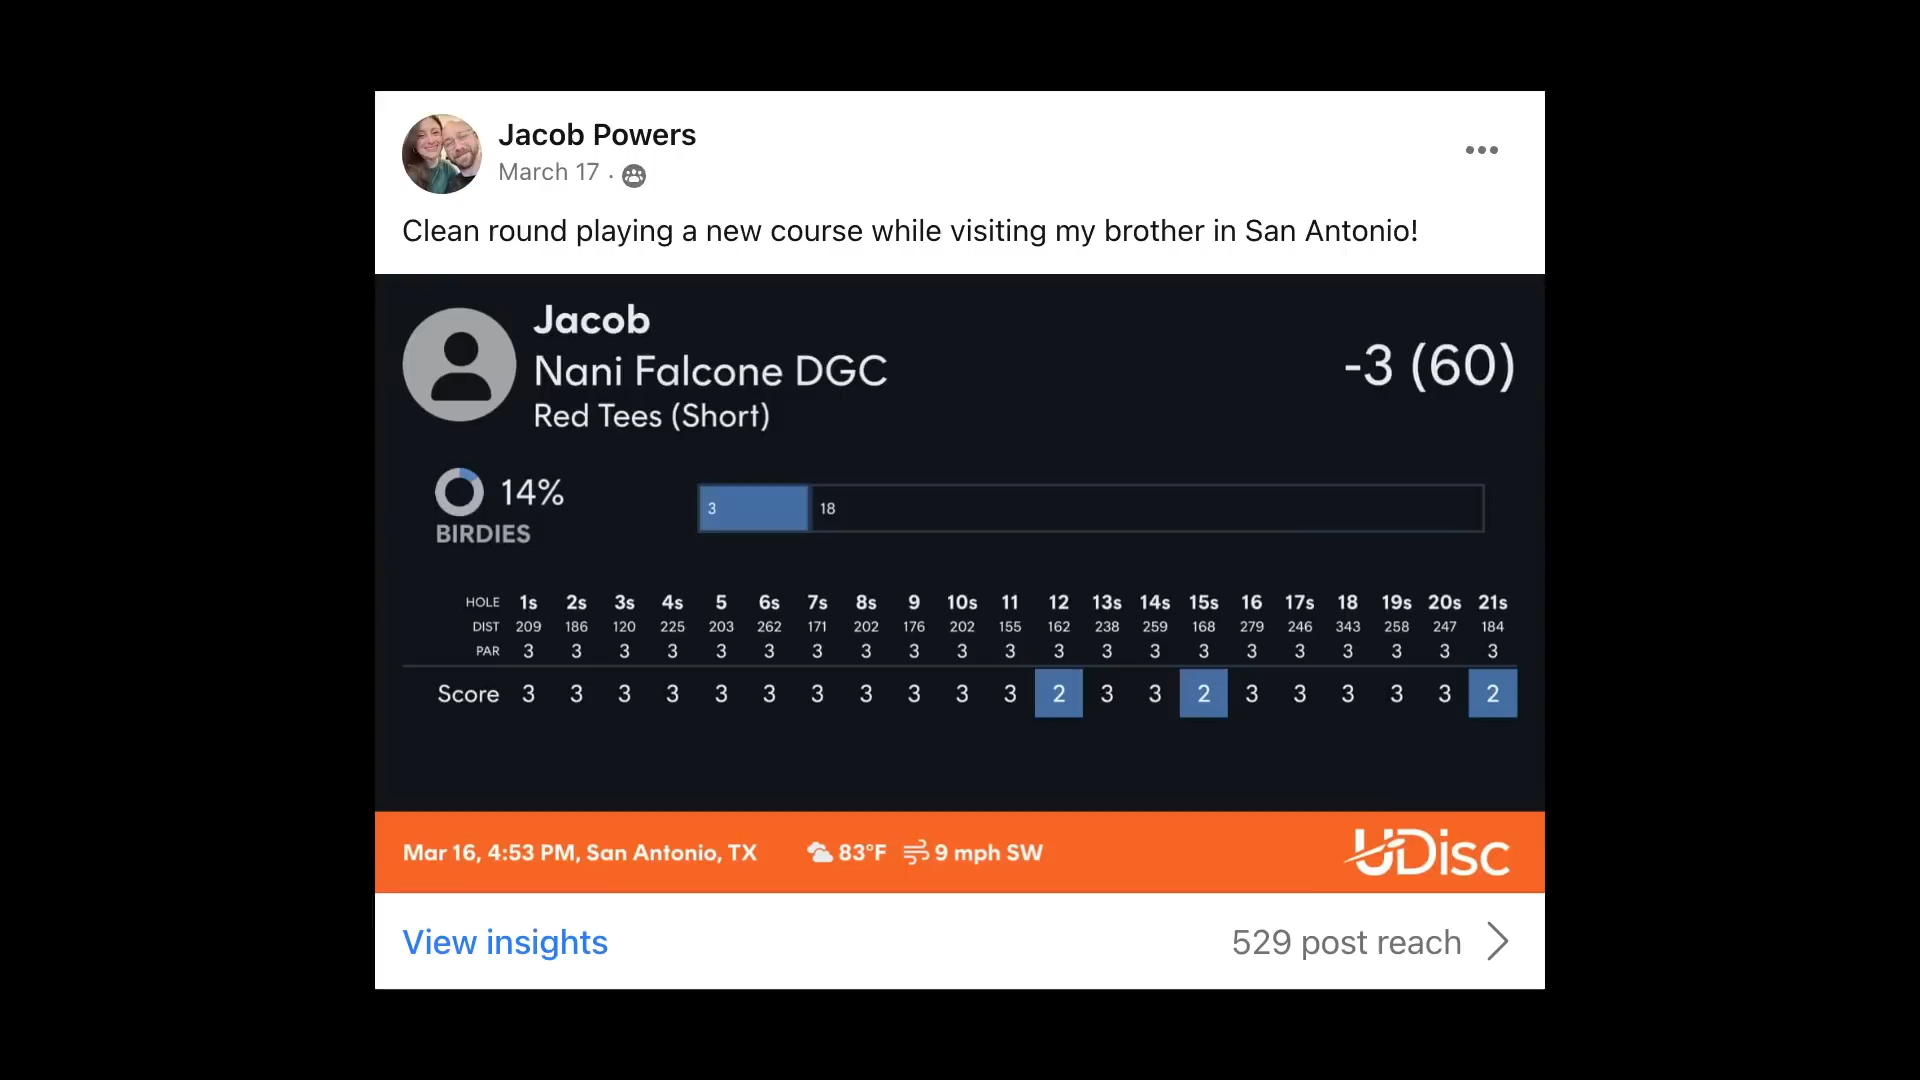 Jacob Powers
March 17 ·
Clean round playing a new course while visiting my brother in San Antonio!
Jacob
Nani Falcone DGC
Red Tees (Short)
-3 (60)
14%
BIRDIES
3 18
HOLE 1s 2s 3s 4s 5 6s 7s 8s 9 10s 11 12 13s 14s 15s 16 17s 18 19s 20s 21s
DIST 209 186 120 225 203 262 171 202 176 202 155 162 238 259 168 279 246 343 258 247 184
PAR 3 3 3 3 3 3 3 3 3 3 3 3 3 3 3 3 3 3 3 3 3
Score 3 3 3 3 3 3 3 3 3 3 3 2 3 3 2 3 3 3 3 3 2
Mar 16, 4:53 PM, San Antonio, TX 83°F 9 mph SW
UDisc
View insights 529 post reach